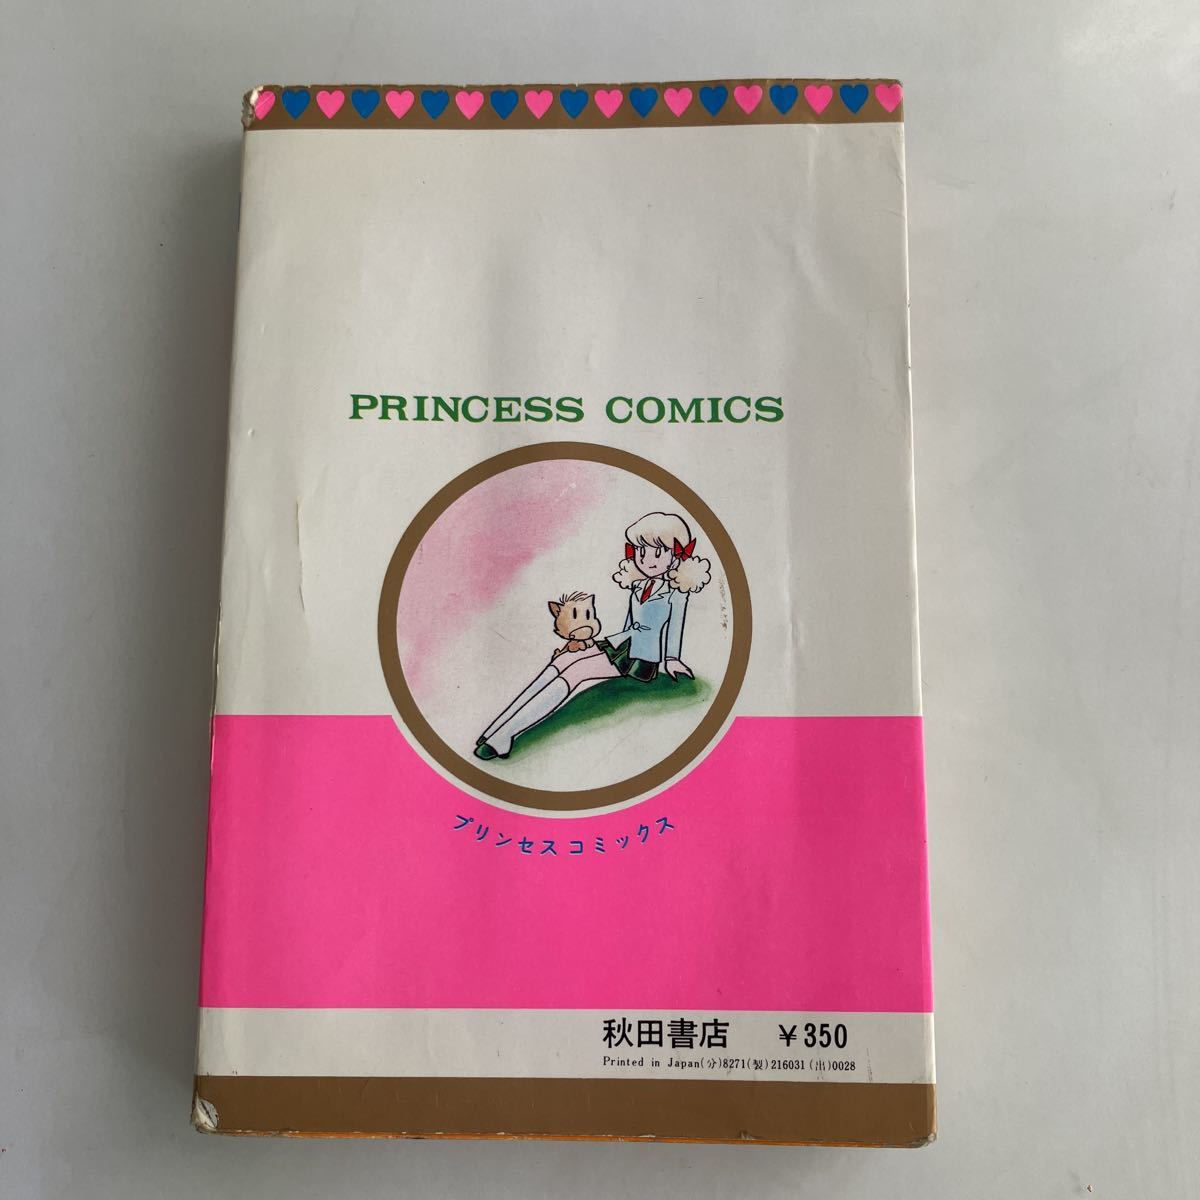 PRINCESS COMICS
プリンセスコミックス
秋田書店 ¥350
Printed in Japan(分)8271(製)216031(出)0028